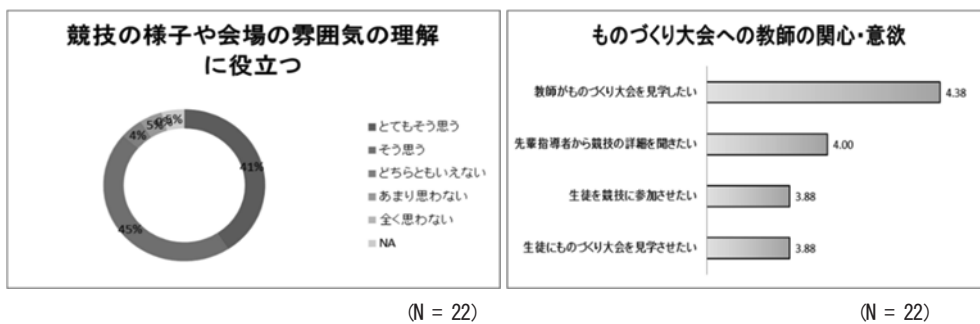 競技の様子や会場の雰囲気の理解
に役立つ
41%
45%
4%
5%
5%
とてもそう思う
そう思う
どちらともいえない
あまり思わない
全く思わない
NA
(N = 22)
ものづくり大会への教師の関心・意欲
教師がものづくり大会を見学したい
4.38
先輩指導者から競技の詳細を聞きたい
4.00
生徒を競技に参加させたい
3.88
生徒にものづくり大会を見学させたい
3.88
(N = 22)